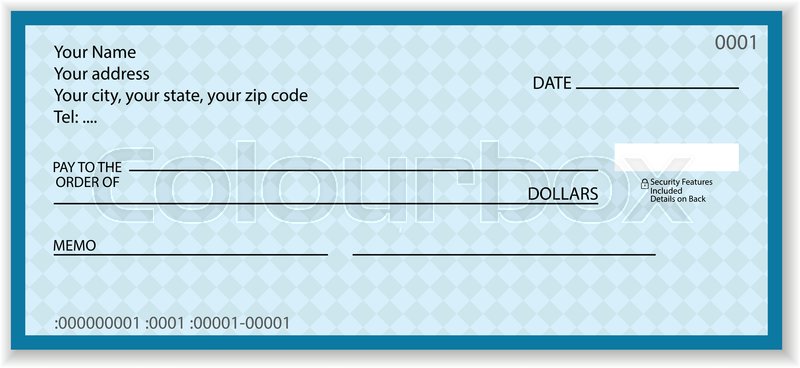 0001
Your Name
Your address
Your city, your state, your zip code
Tel: ....
DATE
PAY TO THE
ORDER OF
DOLLARS
Security Features
Included
Details on Back
MEMO
:000000001 :0001 :00001-00001
colourbox